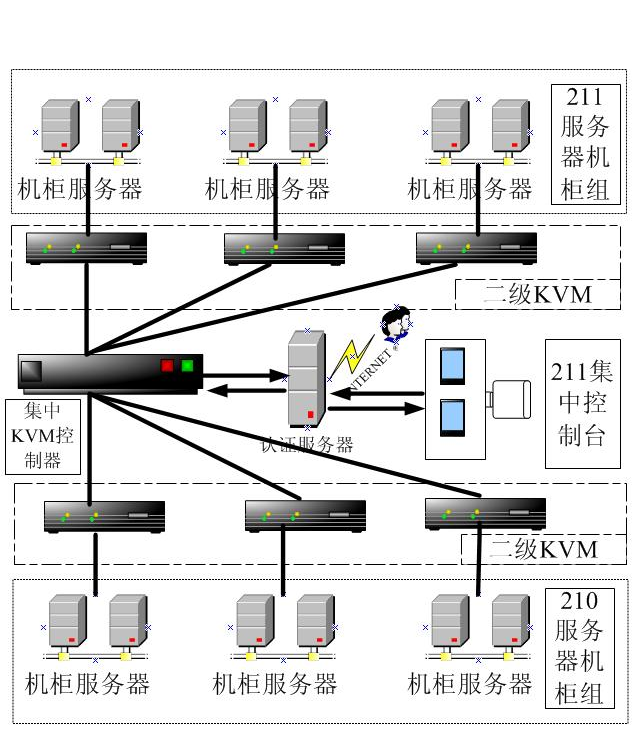 211
服务
器机
柜组
机柜服务器
机柜服务器
机柜服务器
二级KVM
INTERNET
211集
中控
制台
集中
KVM控
制器
认证服务器
二级KVM
210
服务
器机
柜组
机柜服务器
机柜服务器
机柜服务器